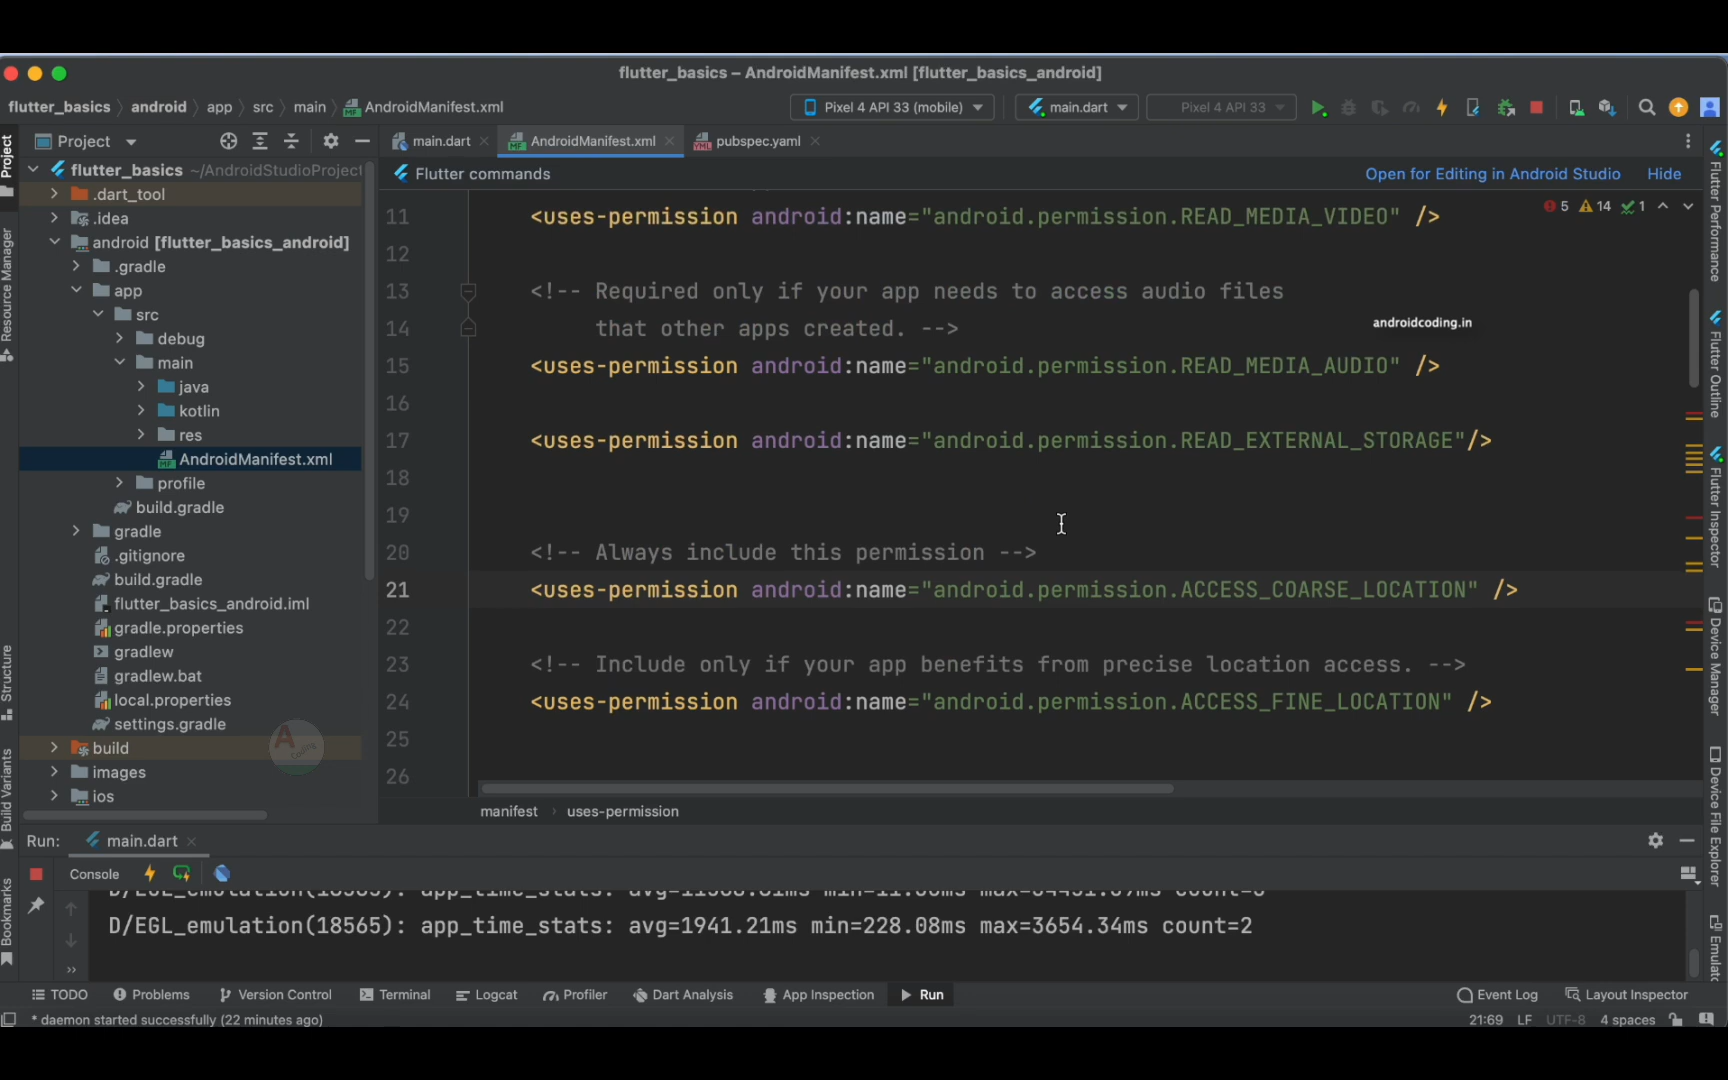 flutter_basics – AndroidManifest.xml [flutter_basics_android]
flutter_basics android app src main AndroidManifest.xml
Pixel 4 API 33 (mobile) main.dart Pixel 4 API 33
Project
main.dart AndroidManifest.xml pubspec.yaml
Flutter commands Open for Editing in Android Studio Hide
flutter_basics ~/AndroidStudioProject
.dart_tool
.idea
android [flutter_basics_android]
.gradle
app
src
debug
main
java
kotlin
res
AndroidManifest.xml
profile
build.gradle
gradle
.gitignore
build.gradle
flutter_basics_android.iml
gradle.properties
gradlew
gradlew.bat
local.properties
settings.gradle
build
images
ios
5 14 1
11 <uses-permission android:name="android.permission.READ_MEDIA_VIDEO" />
12
13 <!-- Required only if your app needs to access audio files
14 that other apps created. -->
androidcoding.in
15 <uses-permission android:name="android.permission.READ_MEDIA_AUDIO" />
16
17 <uses-permission android:name="android.permission.READ_EXTERNAL_STORAGE"/>
18
19
20 <!-- Always include this permission -->
21 <uses-permission android:name="android.permission.ACCESS_COARSE_LOCATION" />
22
23 <!-- Include only if your app benefits from precise location access. -->
24 <uses-permission android:name="android.permission.ACCESS_FINE_LOCATION" />
25
26
manifest uses-permission
Project
Resource Manager
Structure
Build Variants
Bookmarks
Flutter Performance
Flutter Outline
Flutter Inspector
Device Manager
Device File Explorer
A Coding
Run: main.dart
Console
D/EGL_emulation(18565): app_time_stats: avg=1941.21ms min=228.08ms max=3654.34ms count=2
TODO Problems Version Control Terminal Logcat Profiler Dart Analysis App Inspection Run Event Log Layout Inspector
* daemon started successfully (22 minutes ago) 21:69 LF UTF-8 4 spaces